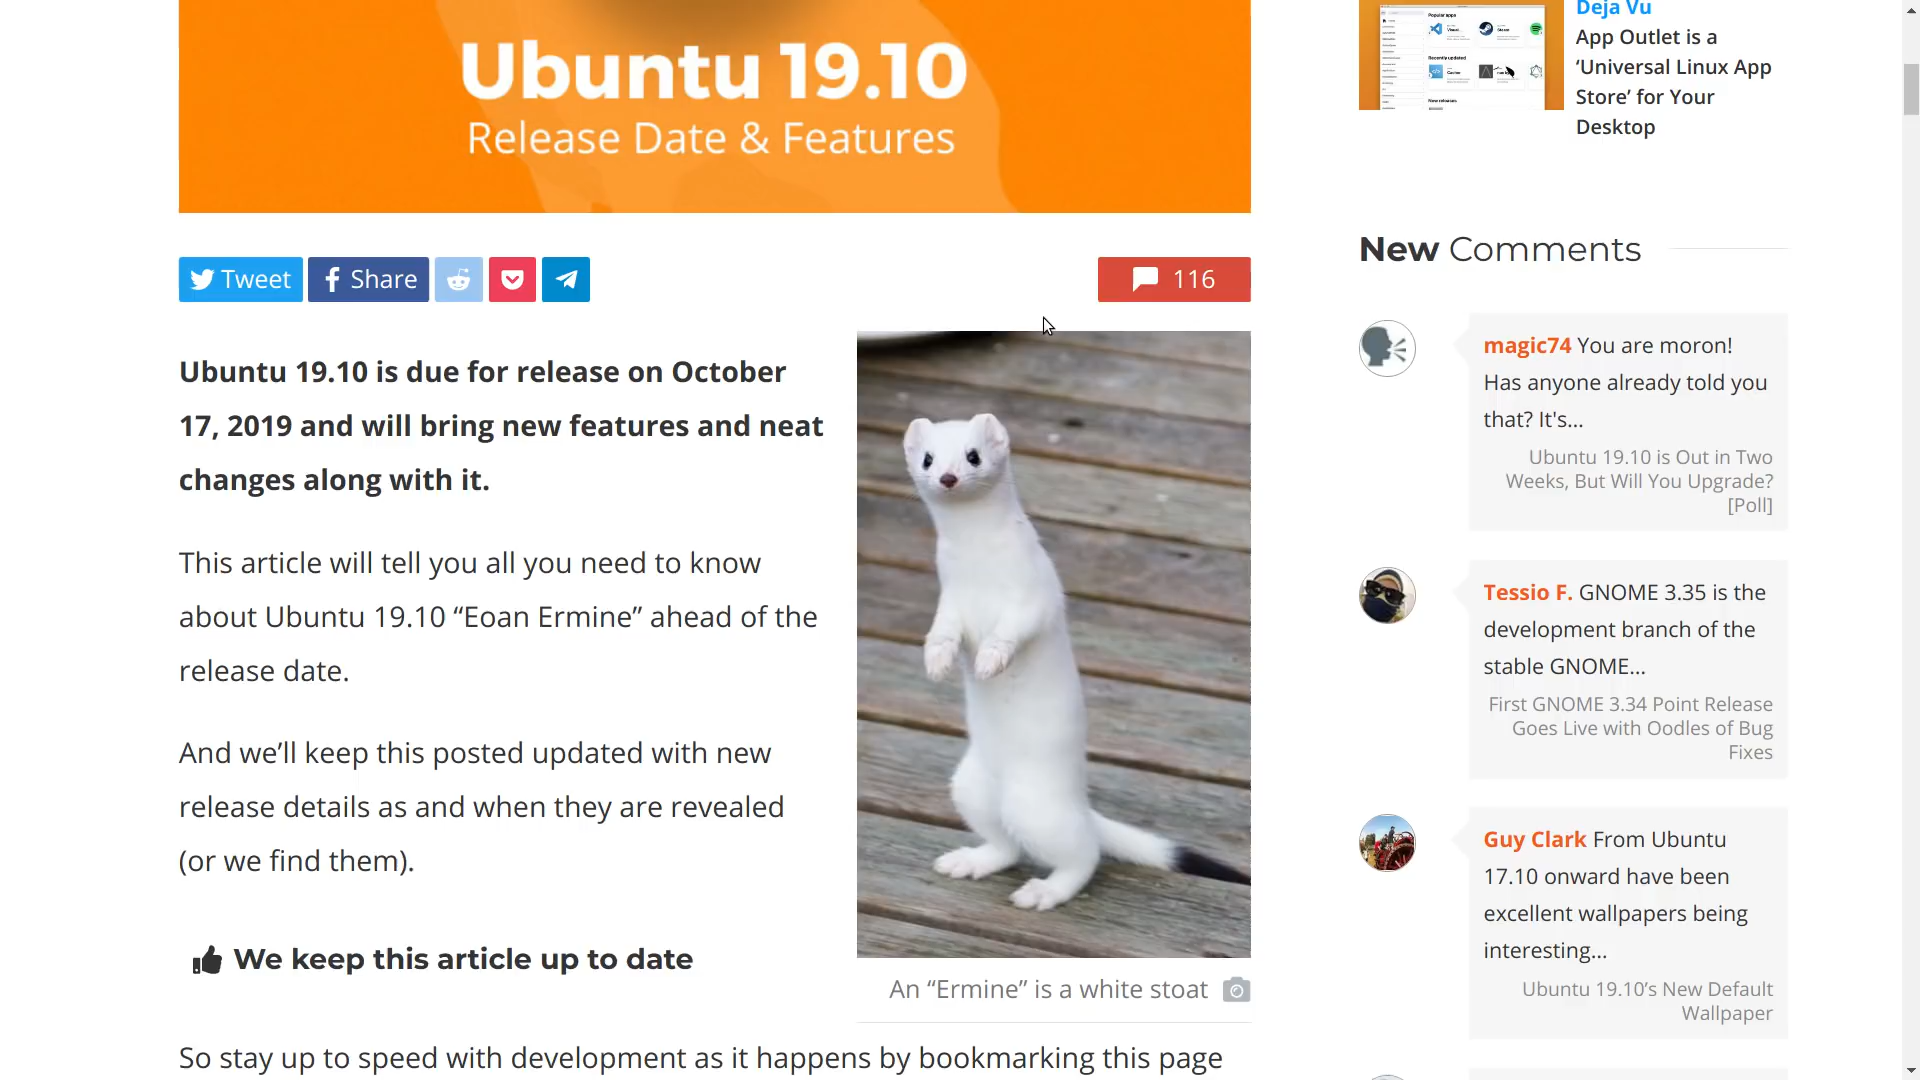 Ubuntu 19.10
Release Date & Features
Tweet
Share
116
Ubuntu 19.10 is due for release on October
17, 2019 and will bring new features and neat
changes along with it.
This article will tell you all you need to know
about Ubuntu 19.10 “Eoan Ermine” ahead of the
release date.
And we’ll keep this posted updated with new
release details as and when they are revealed
(or we find them).
We keep this article up to date
An “Ermine” is a white stoat
So stay up to speed with development as it happens by bookmarking this page
Popular apps
Recently updated
New releases
Deja Vu
App Outlet is a
‘Universal Linux App
Store’ for Your
Desktop
New Comments
magic74 You are moron!
Has anyone already told you
that? It's...
Ubuntu 19.10 is Out in Two
Weeks, But Will You Upgrade?
[Poll]
Tessio F. GNOME 3.35 is the
development branch of the
stable GNOME...
First GNOME 3.34 Point Release
Goes Live with Oodles of Bug
Fixes
Guy Clark From Ubuntu
17.10 onward have been
excellent wallpapers being
interesting...
Ubuntu 19.10’s New Default
Wallpaper